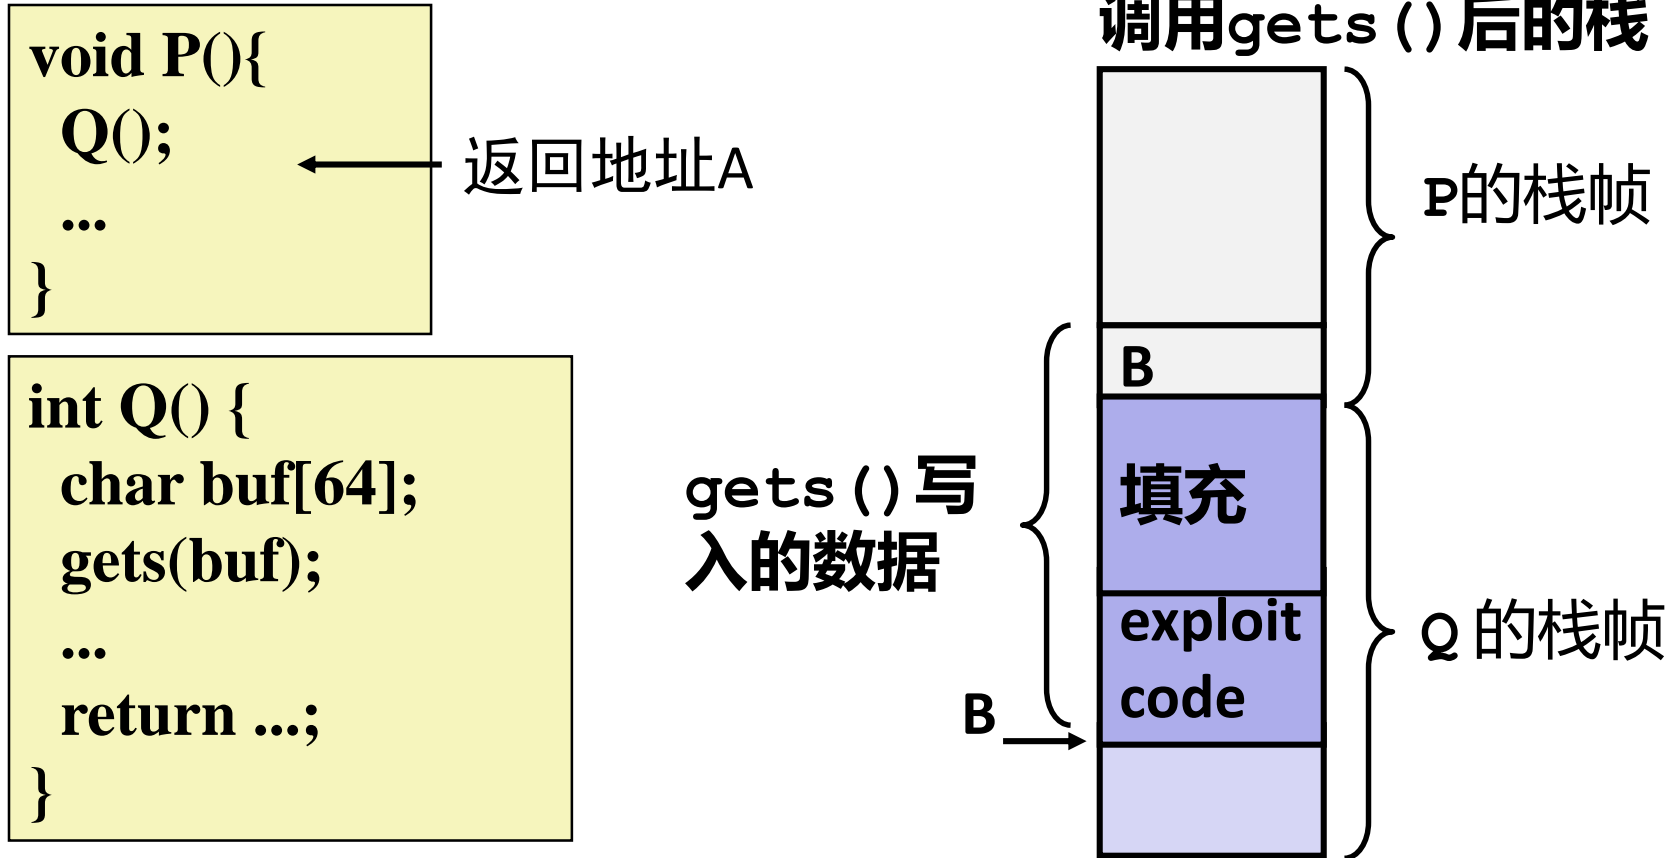 void P(){
Q();
...
}
返回地址A
int Q() {
char buf[64];
gets(buf);
...
return ...;
}
调用gets()后的栈
P的栈帧
B
gets()写
入的数据
填充
exploit
code
B
Q 的栈帧